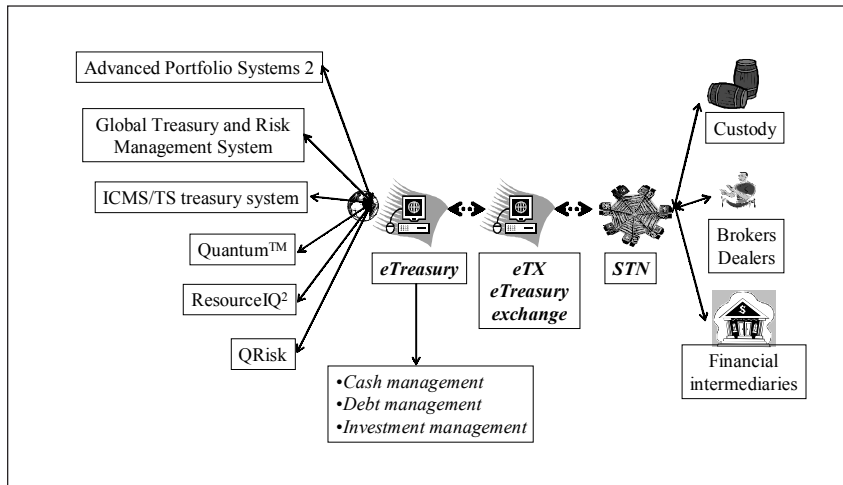 Advanced Portfolio Systems 2
Global Treasury and Risk
Management System
ICMS/TS treasury system
Quantum™
ResourceIQ²
QRisk
eTreasury
eTX
eTreasury
exchange
STN
•Cash management
•Debt management
•Investment management
Custody
Brokers
Dealers
$
Financial
intermediaries